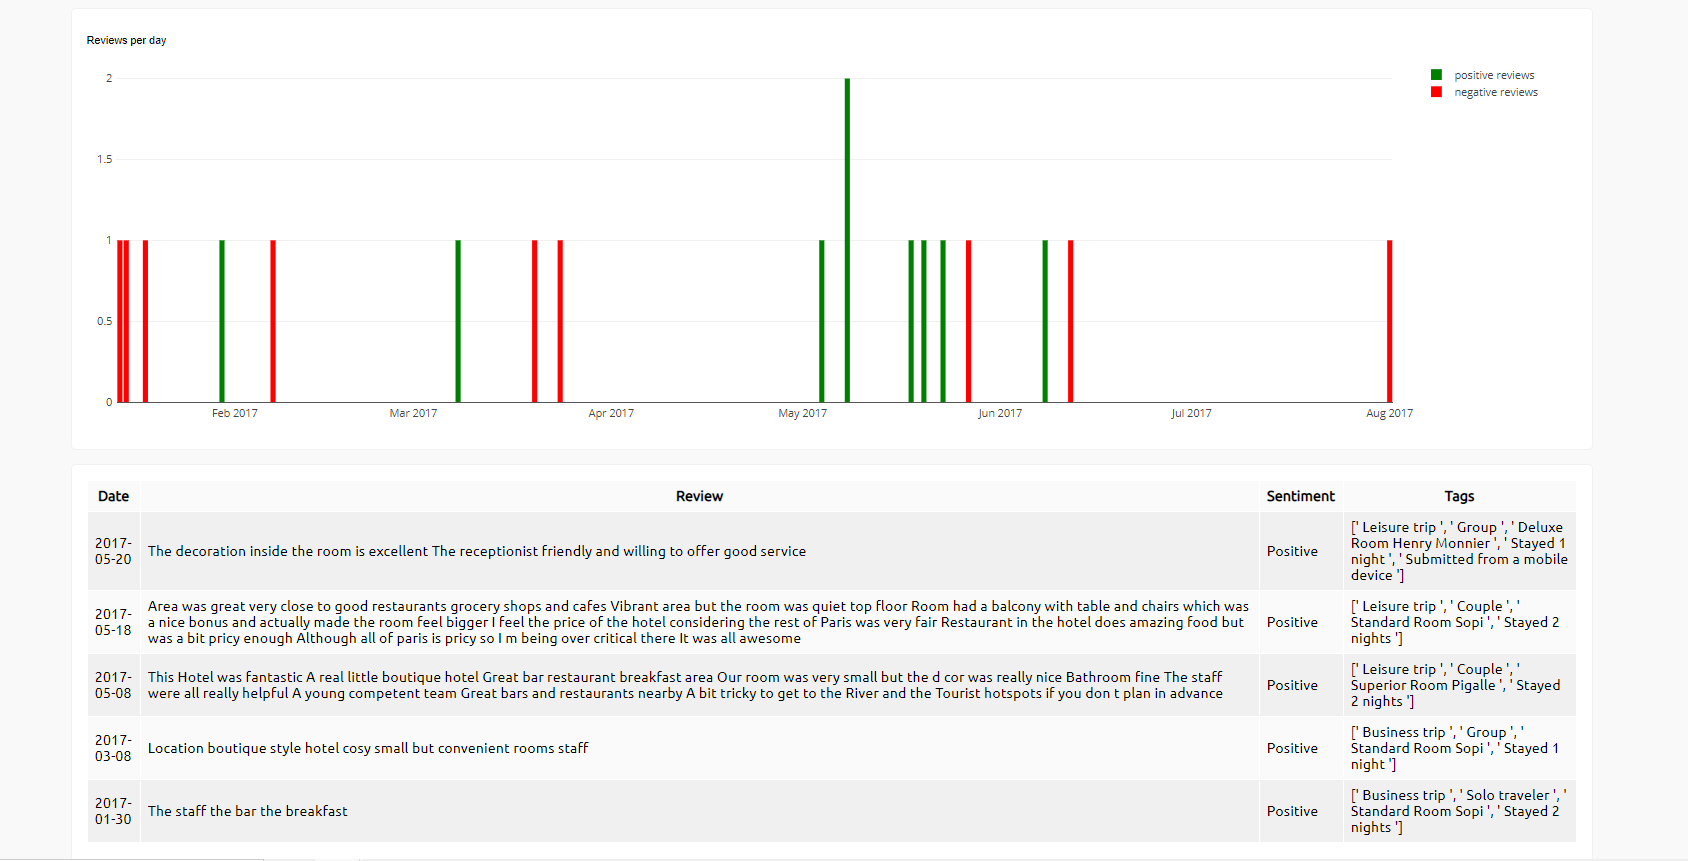 Reviews per day
positive reviews
negative reviews
2
1.5
1
0.5
0
Feb 2017 Mar 2017 Apr 2017 May 2017 Jun 2017 Jul 2017 Aug 2017
Date Review Sentiment Tags
2017-
05-20
The decoration inside the room is excellent The receptionist friendly and willing to offer good service
Positive
[' Leisure trip ', ' Group ', ' Deluxe
Room Henry Monnier ', ' Stayed 1
night ', ' Submitted from a mobile
device ']
2017-
05-18
Area was great very close to good restaurants grocery shops and cafes Vibrant area but the room was quiet top floor Room had a balcony with table and chairs which was
a nice bonus and actually made the room feel bigger I feel the price of the hotel considering the rest of Paris was very fair Restaurant in the hotel does amazing food but
was a bit pricy enough Although all of paris is pricy so I m being over critical there It was all awesome
Positive
[' Leisure trip ', ' Couple ', '
Standard Room Sopi ', ' Stayed 2
nights ']
2017-
05-08
This Hotel was fantastic A real little boutique hotel Great bar restaurant breakfast area Our room was very small but the d cor was really nice Bathroom fine The staff
were all really helpful A young competent team Great bars and restaurants nearby A bit tricky to get to the River and the Tourist hotspots if you don t plan in advance
Positive
[' Leisure trip ', ' Couple ', '
Superior Room Pigalle ', ' Stayed
2 nights ']
2017-
03-08
Location boutique style hotel cosy small but convenient rooms staff
Positive
[' Business trip ', ' Group ', '
Standard Room Sopi ', ' Stayed 1
night ']
2017-
01-30
The staff the bar the breakfast
Positive
[' Business trip ', ' Solo traveler ', '
Standard Room Sopi ', ' Stayed 2
nights ']